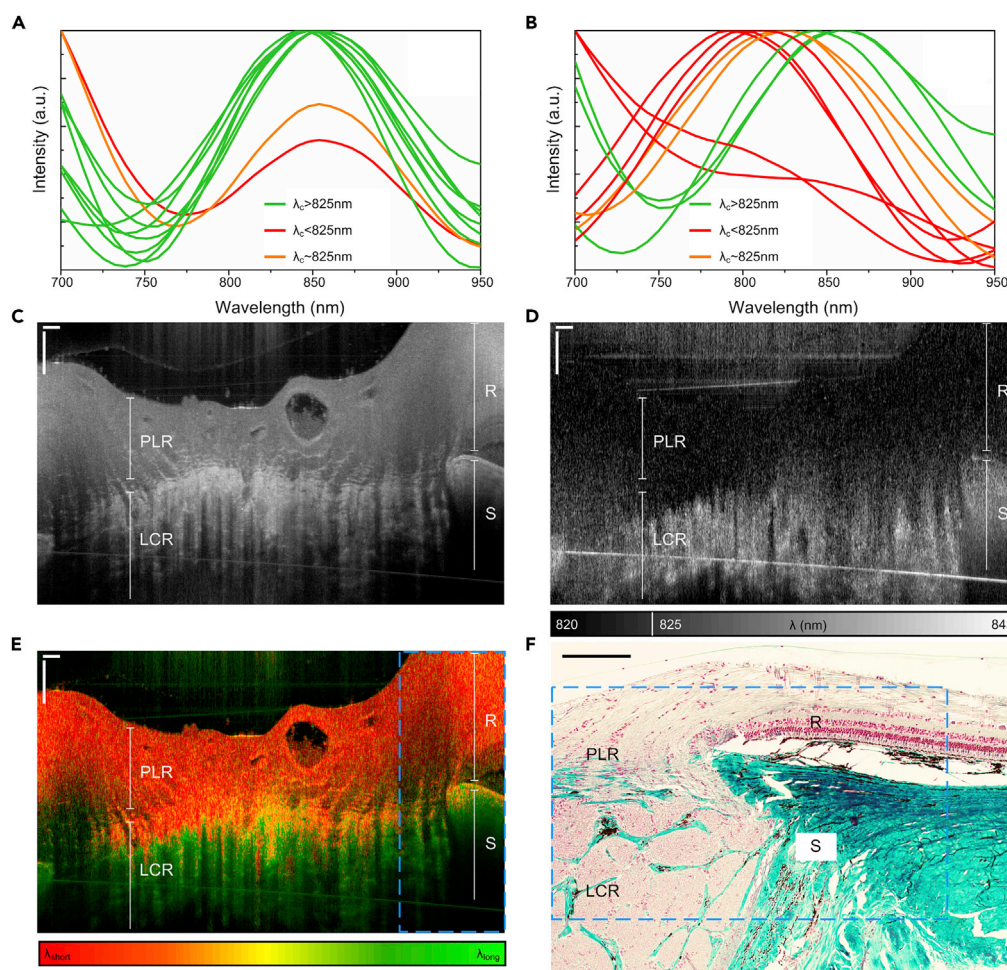 A
B
Intensity (a.u.)
Intensity (a.u.)
λc>825nm
λc<825nm
λc~825nm
λc>825nm
λc<825nm
λc~825nm
700 750 800 850 900 950
700 750 800 850 900 950
Wavelength (nm)
Wavelength (nm)
C
D
R
PLR
S
LCR
R
PLR
S
LCR
820 825 λ (nm) 84
E
F
R
PLR
S
LCR
λshort λlong
R
PLR
S
LCR